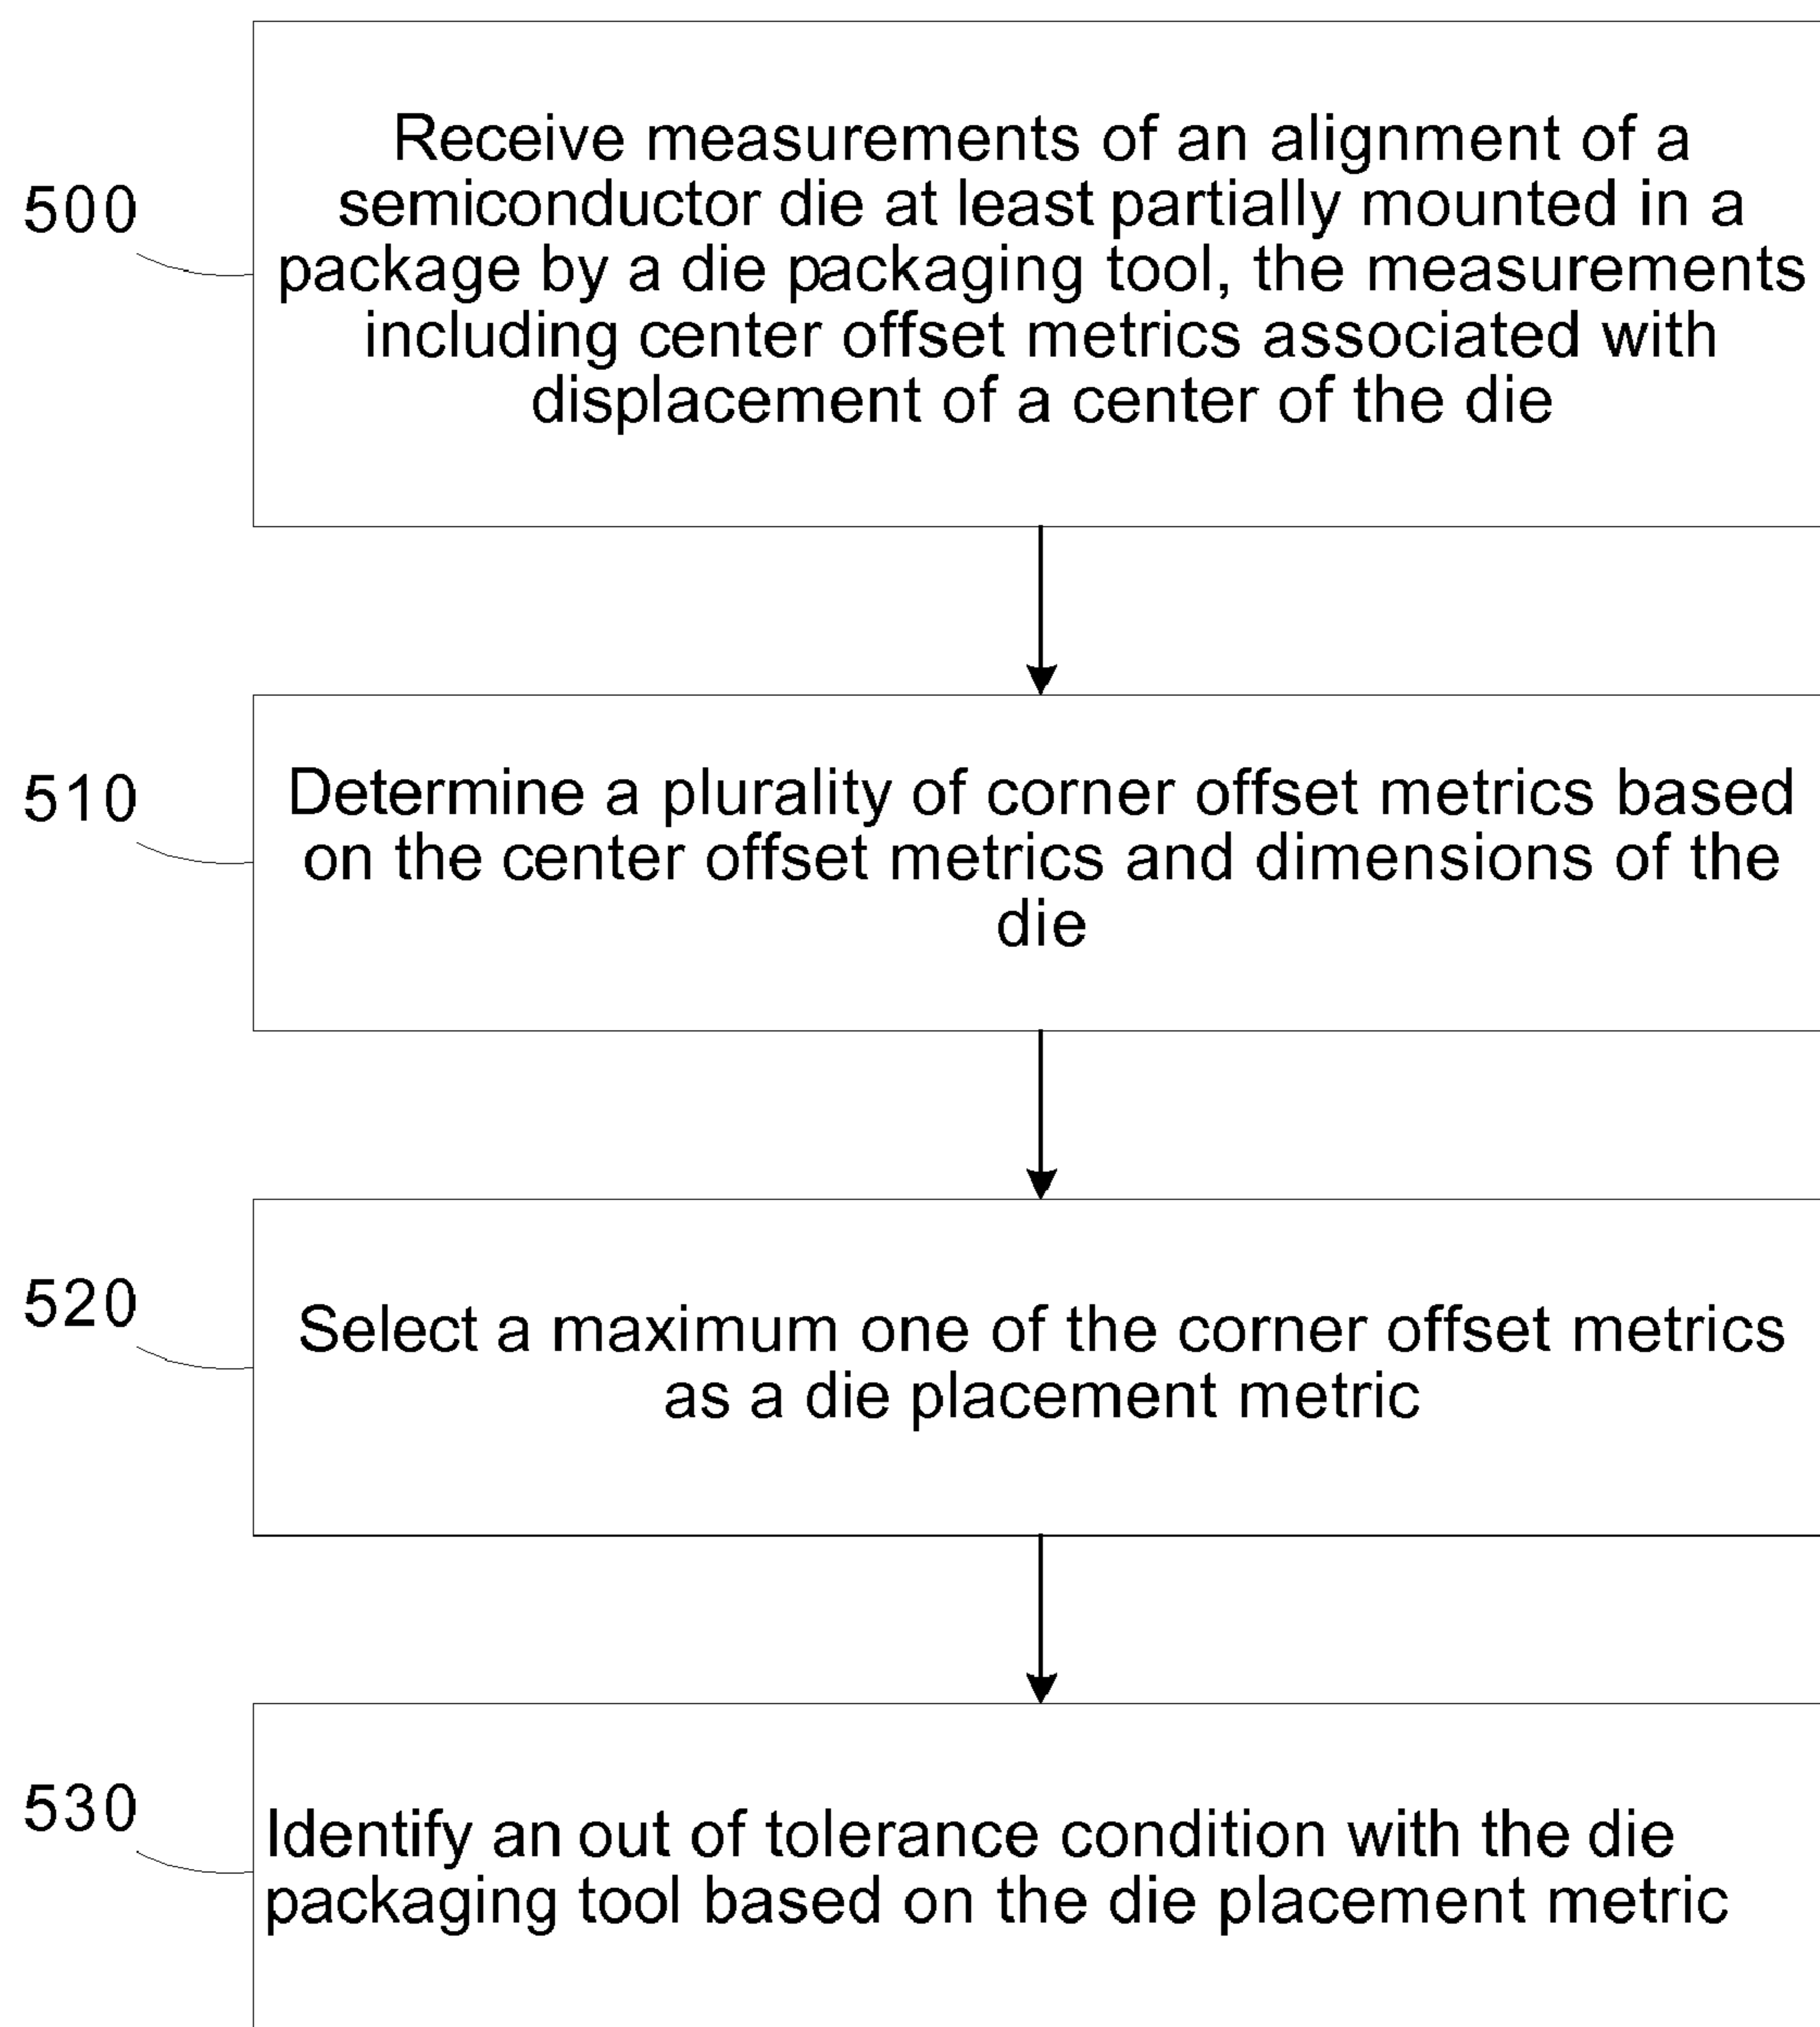 500
Receive measurements of an alignment of a
semiconductor die at least partially mounted in a
package by a die packaging tool, the measurements
including center offset metrics associated with
displacement of a center of the die
510
Determine a plurality of corner offset metrics based
on the center offset metrics and dimensions of the
die
520
Select a maximum one of the corner offset metrics
as a die placement metric
530
Identify an out of tolerance condition with the die
packaging tool based on the die placement metric